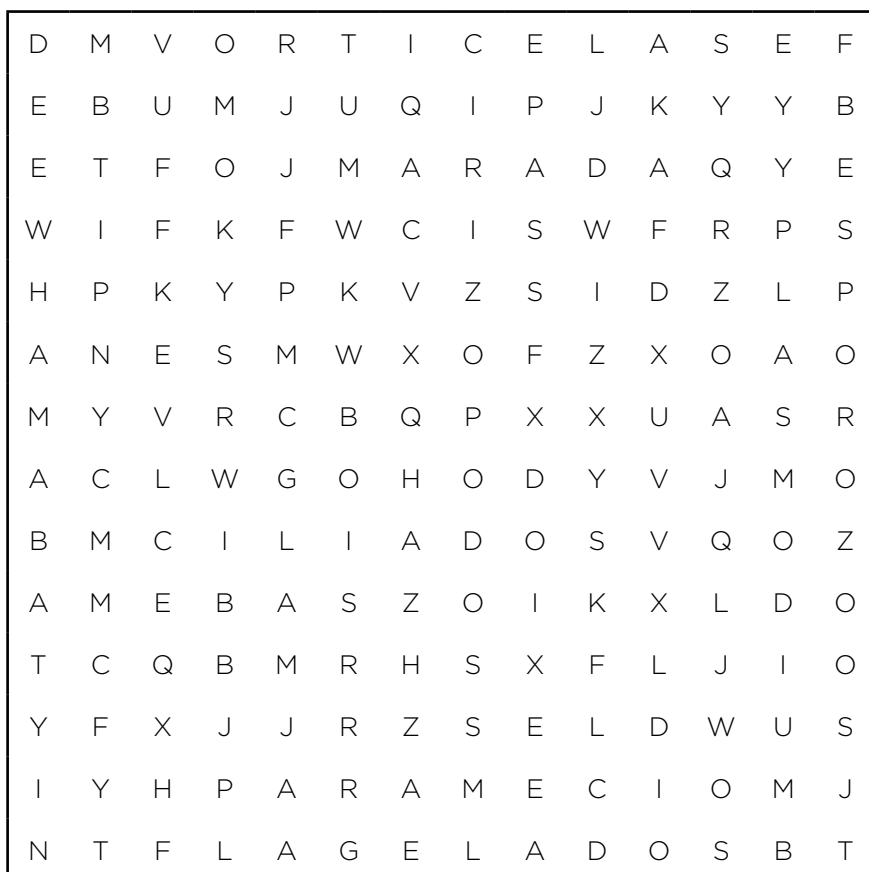 D M V O R T I C E L A S E F
E B U M J U Q I P J K Y Y B
E T F O J M A R A D A Q Y E
W I F K F W C I S W F R P S
H P K Y P K V Z S I D Z L P
A N E S M W X O F Z X O A O
M Y V R C B Q P X X U A S R
A C L W G O H O D Y V J M O
B M C I L I A D O S V Q O Z
A M E B A S Z O I K X L D O
T C Q B M R H S X F L J I O
Y F X J J R Z S E L D W U S
I Y H P A R A M E C I O M J
N T F L A G E L A D O S B T